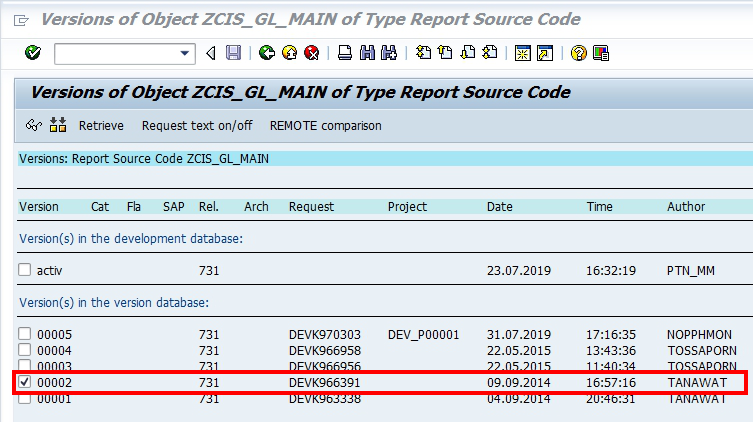 Versions of Object ZCIS_GL_MAIN of Type Report Source Code
Versions of Object ZCIS_GL_MAIN of Type Report Source Code
Retrieve Request text on/off REMOTE comparison
Versions: Report Source Code ZCIS_GL_MAIN
Version Cat Fla SAP Rel. Arch Request Project Date Time Author
Version(s) in the development database:
activ 731 23.07.2019 16:32:19 PTN_MM
Version(s) in the version database:
00005 731 DEVK970303 DEV_P00001 31.07.2019 17:16:35 NOPPHMON
00004 731 DEVK966958 22.05.2015 13:43:36 TOSSAPORN
00003 731 DEVK966956 22.05.2015 11:40:34 TOSSAPORN
00002 731 DEVK966391 09.09.2014 16:57:16 TANAWAT
00001 731 DEVK963338 04.09.2014 20:46:31 TANAWAT